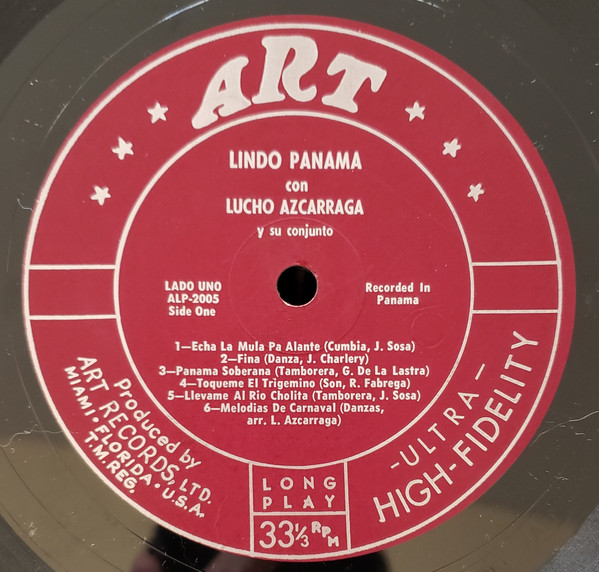 ART
LINDO PANAMA
con
LUCHO AZCARRAGA
y su conjunto
LADO UNO
ALP-2005
Side One
Recorded In
Panama
1—Echa La Mula Pa Alante (Cumbia, J. Sosa)
2—Fina (Danza, J. Charlery)
3—Panama Soberana (Tamborera, G. De La Lastra)
4—Toqueme El Trigemino (Son, R. Fabrega)
5—Llevame Al Rio Cholita (Tamborera, J. Sosa)
6—Melodias De Carnaval (Danzas,
arr. L. Azcarraga)
Produced by
ART RECORDS, LTD.
MIAMI • FLORIDA • U.S.A.
T.M.REG.
LONG
PLAY
33⅓ RPM
-ULTRA-
HIGH-FIDELITY